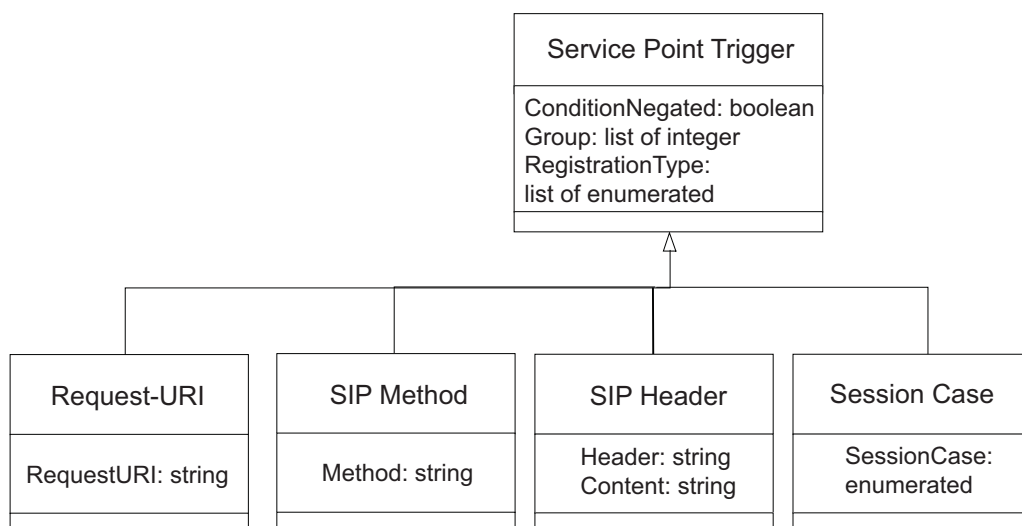 Service Point Trigger
ConditionNegated: boolean
Group: list of integer
RegistrationType:
list of enumerated
Request-URI
RequestURI: string
SIP Method
Method: string
SIP Header
Header: string
Content: string
Session Case
SessionCase:
enumerated